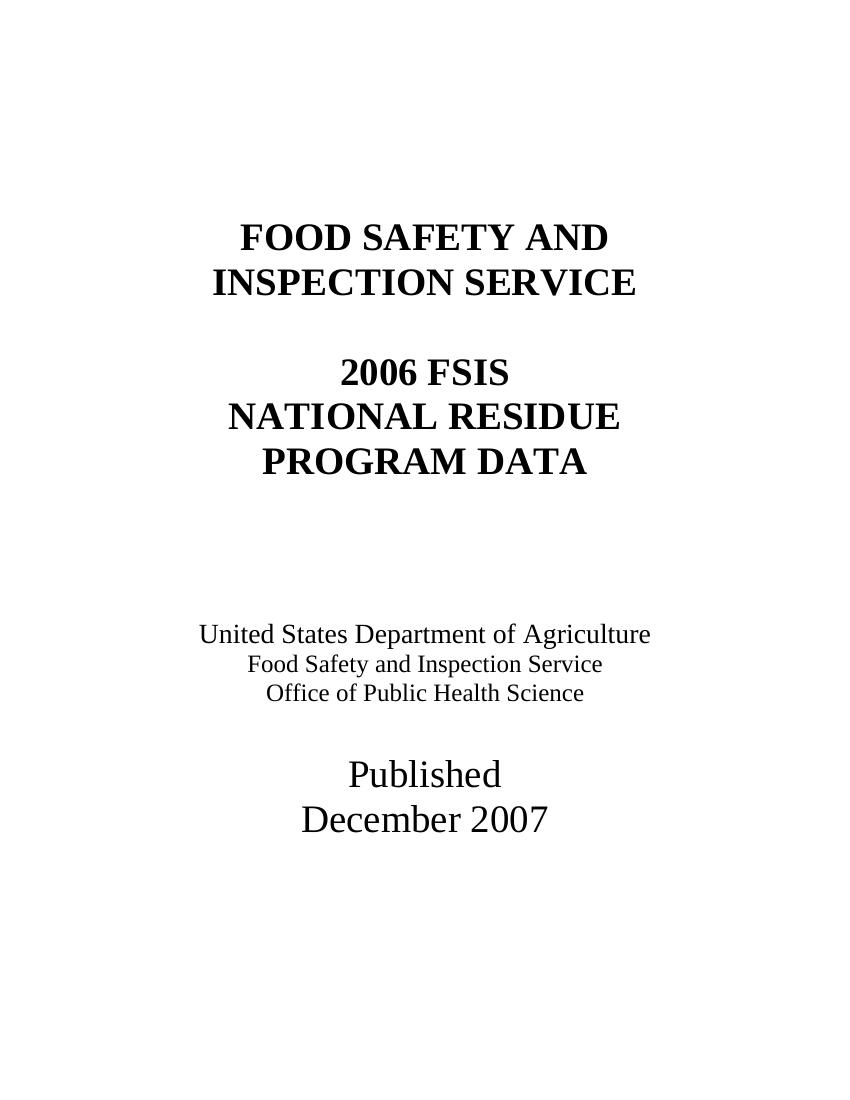 FOOD SAFETY AND
INSPECTION SERVICE
2006 FSIS
NATIONAL RESIDUE
PROGRAM DATA
United States Department of Agriculture
Food Safety and Inspection Service
Office of Public Health Science
Published
December 2007